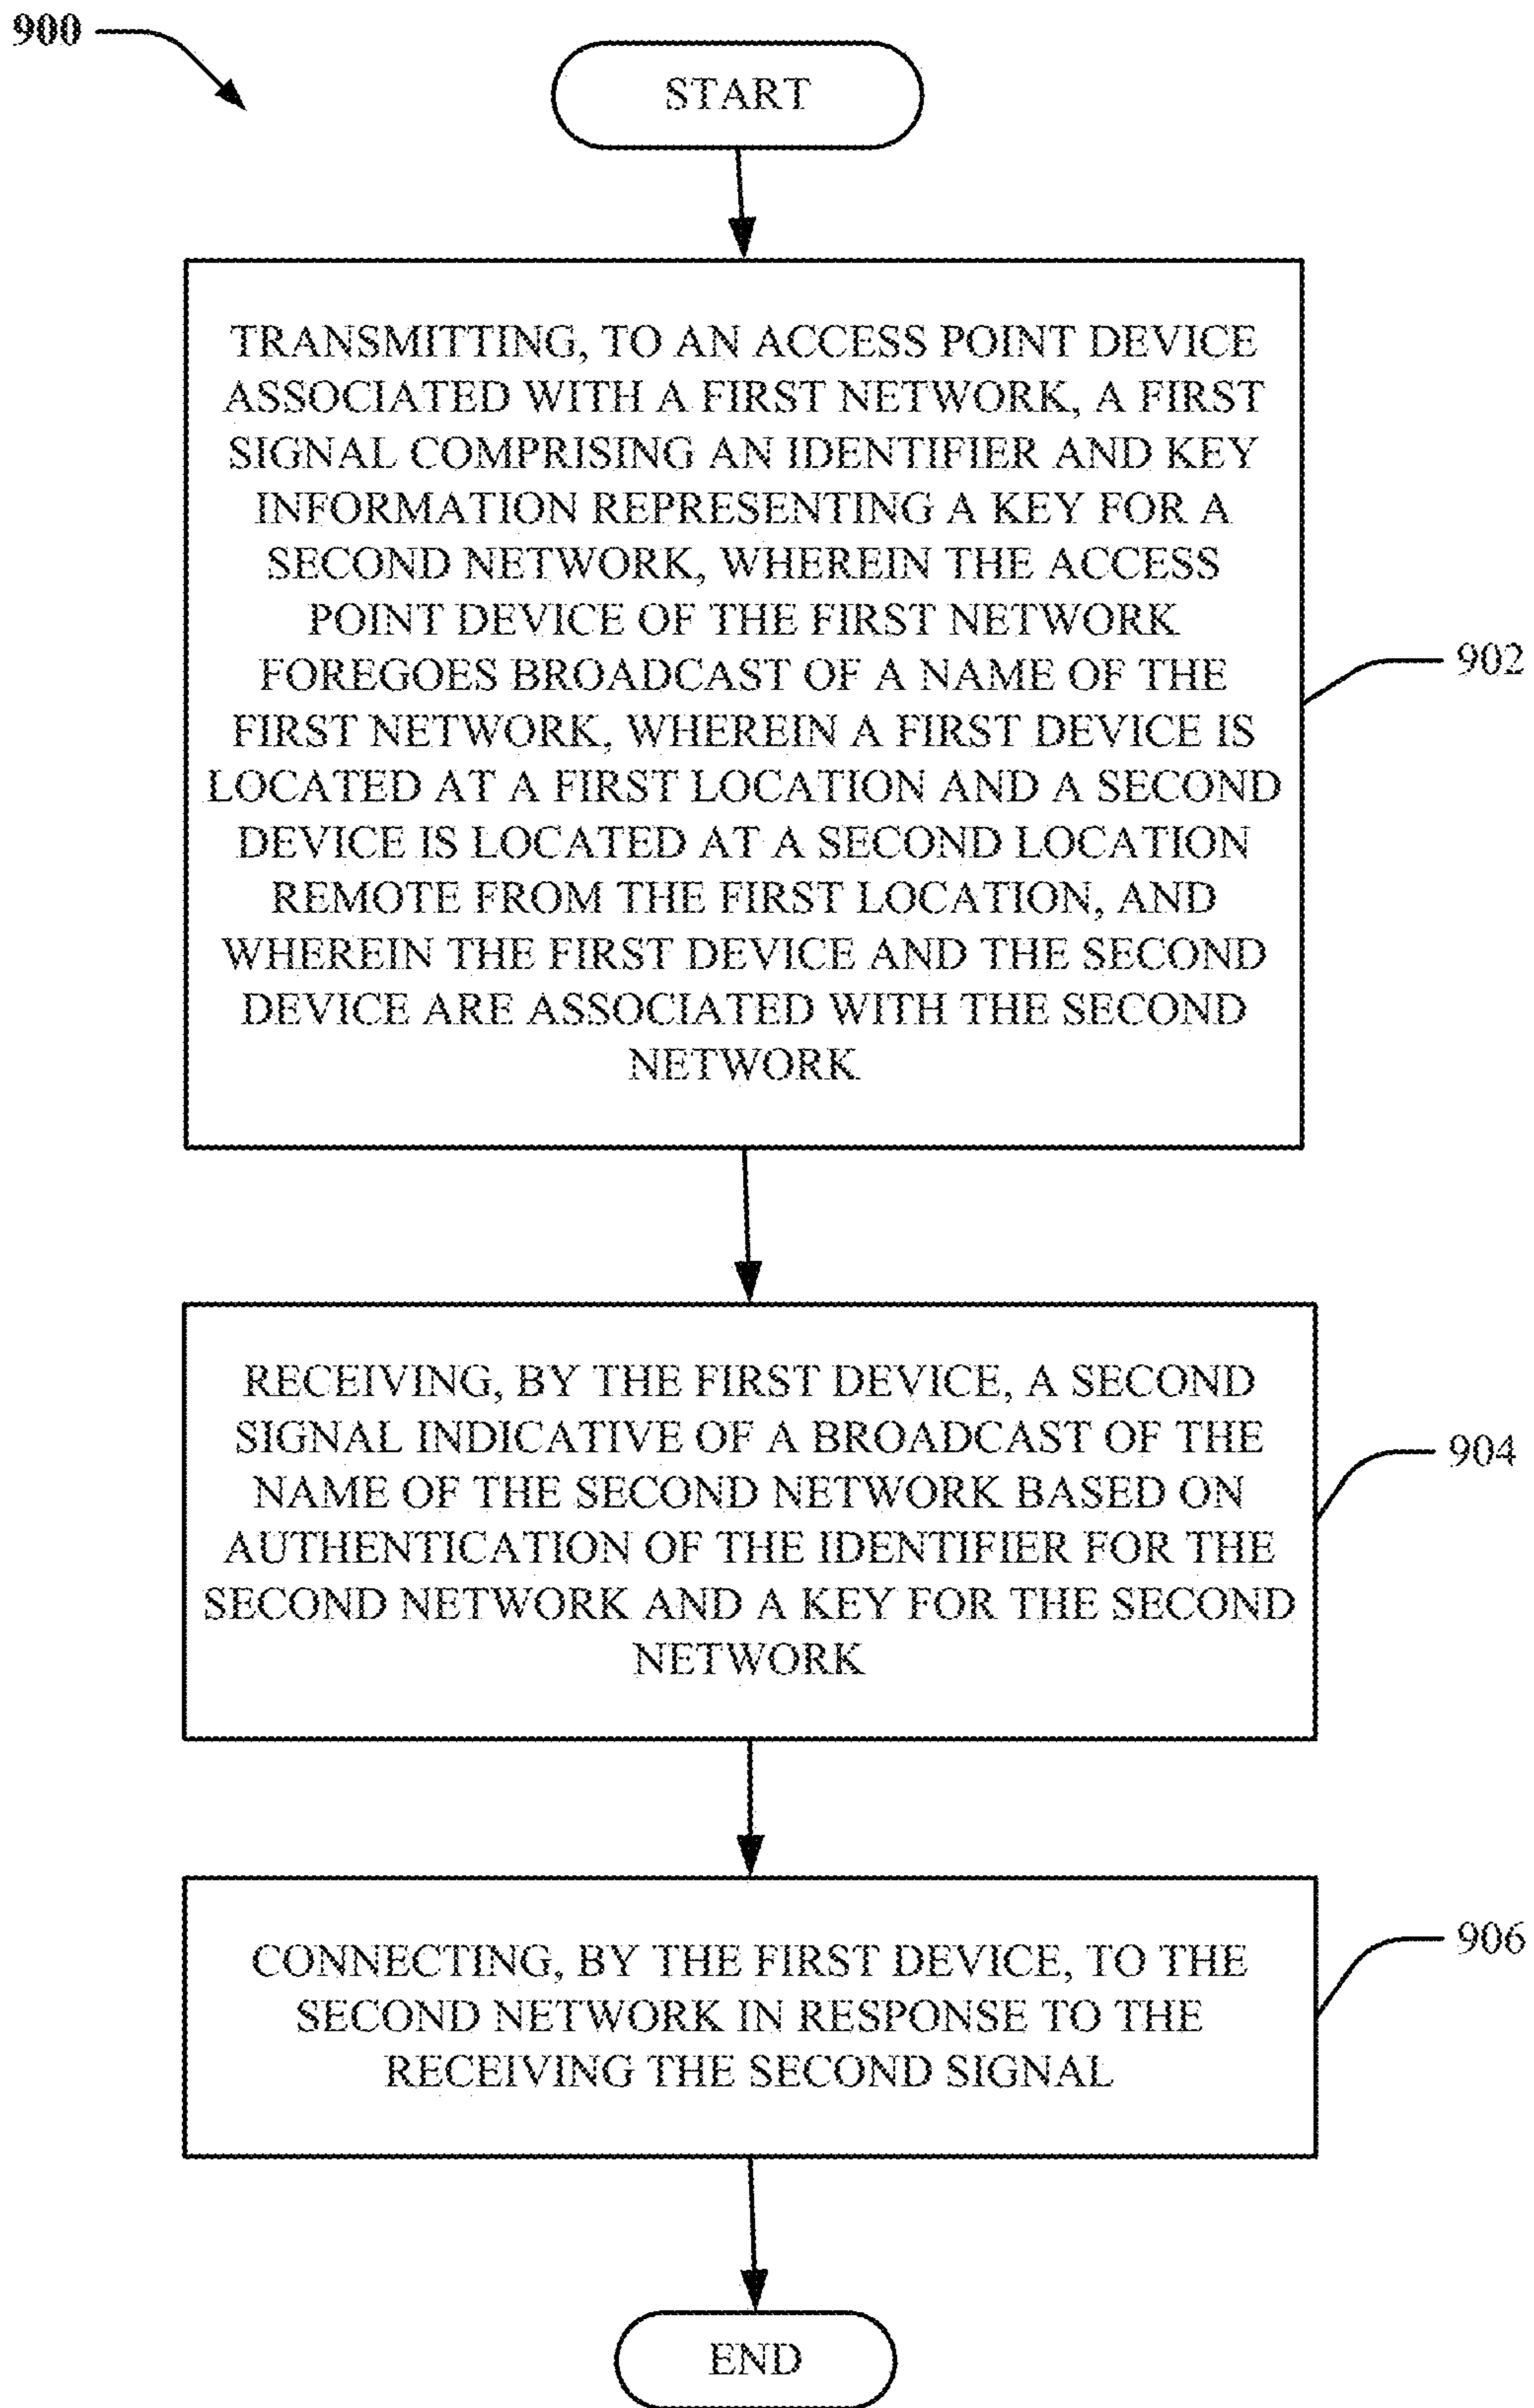 900
START
TRANSMITTING, TO AN ACCESS POINT DEVICE
ASSOCIATED WITH A FIRST NETWORK, A FIRST
SIGNAL COMPRISING AN IDENTIFIER AND KEY
INFORMATION REPRESENTING A KEY FOR A
SECOND NETWORK, WHEREIN THE ACCESS
POINT DEVICE OF THE FIRST NETWORK
FOREGOES BROADCAST OF A NAME OF THE
FIRST NETWORK, WHEREIN A FIRST DEVICE IS
LOCATED AT A FIRST LOCATION AND A SECOND
DEVICE IS LOCATED AT A SECOND LOCATION
REMOTE FROM THE FIRST LOCATION, AND
WHEREIN THE FIRST DEVICE AND THE SECOND
DEVICE ARE ASSOCIATED WITH THE SECOND
NETWORK
902
RECEIVING, BY THE FIRST DEVICE, A SECOND
SIGNAL INDICATIVE OF A BROADCAST OF THE
NAME OF THE SECOND NETWORK BASED ON
AUTHENTICATION OF THE IDENTIFIER FOR THE
SECOND NETWORK AND A KEY FOR THE SECOND
NETWORK
904
CONNECTING, BY THE FIRST DEVICE, TO THE
SECOND NETWORK IN RESPONSE TO THE
RECEIVING THE SECOND SIGNAL
906
END